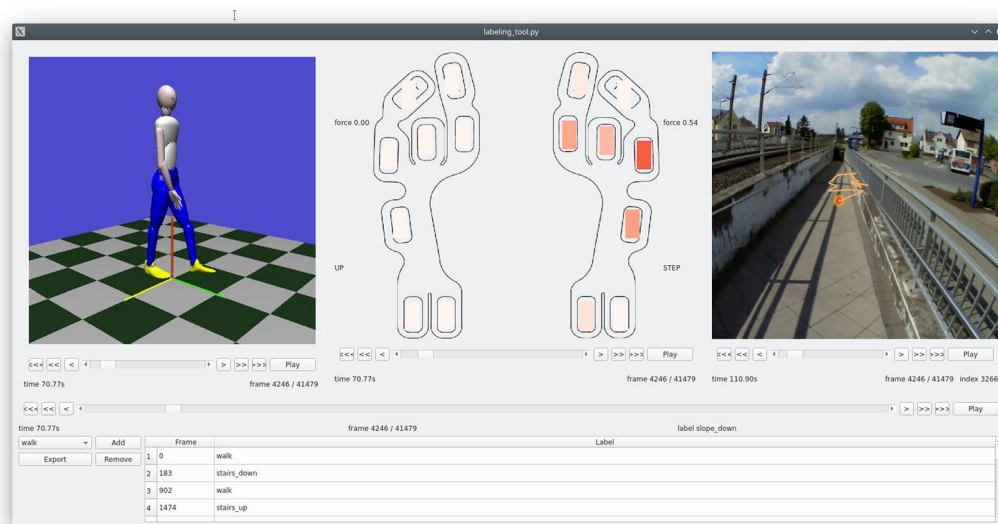 labeling_tool.py
force 0.00
force 0.54
UP
STEP
<<< << < > >> >>> Play
<<< << < > >> >>> Play
<<< << < > >> >>> Play
time 70.77s frame 4246 / 41479
time 70.77s frame 4246 / 41479
time 110.90s frame 4246 / 41479 index 3266
<<< << < > >> >>> Play
time 70.77s frame 4246 / 41479 label slope_down
walk Add
Export Remove
Frame Label
1 0 walk
2 183 stairs_down
3 902 walk
4 1474 stairs_up